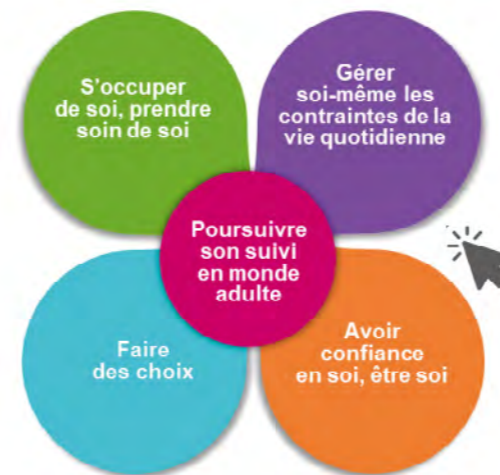 S'occuper
de soi, prendre
soin de soi
Gérer
soi-même les
contraintes de la
vie quotidienne
Poursuivre
son suivi
en monde
adulte
Faire
des choix
Avoir
confiance
en soi, être soi